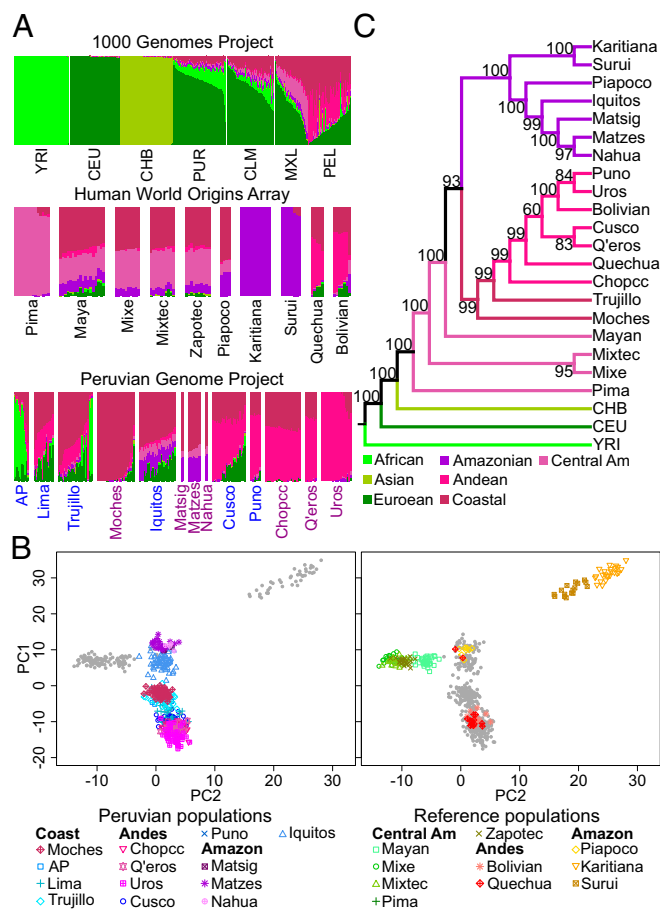 A
1000 Genomes Project
YRI CEU CHB PUR CLM MXL PEL
Human World Origins Array
Pima Maya Mixe Mixtec Zapotec Piapoco Karitiana Surui Quechua Bolivian
Peruvian Genome Project
AP Lima Trujillo Moches Iquitos Matsig Matzes Nahua Cusco Puno Chopcc Q'eros Uros
C
100 Karitiana
Surui
100 Piapoco
100 Iquitos
99 Matsig
100 Matzes
97 Nahua
93
84 Puno
100 Uros
60 Bolivian
99 Cusco
83 Q'eros
99 Quechua
99 Chopcc
99 Trujillo
100 Moches
100 Mayan
Mixtec
95 Mixe
100 Pima
100 CHB
CEU
YRI
African Amazonian Central Am
Asian Andean
Euroean Coastal
B
PC1
30
20
10
0
-10
-20
-10 0 10 20 30
PC2
-10 0 10 20 30
PC2
Peruvian populations
Coast Andes Puno Iquitos
Moches Chopcc Amazon
AP Q'eros Matsig
Lima Uros Matzes
Trujillo Cusco Nahua
Reference populations
Central Am Zapotec Amazon
Mayan Andes Piapoco
Mixe Bolivian Karitiana
Mixtec Quechua Surui
Pima